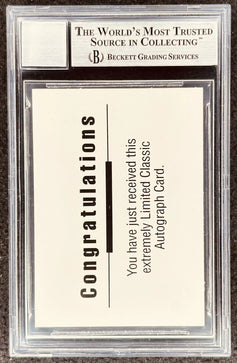 The World's Most Trusted
Source in Collecting™
B Beckett Grading Services
Congratulations
You have just received this
extremely Limited Classic
Autograph Card.